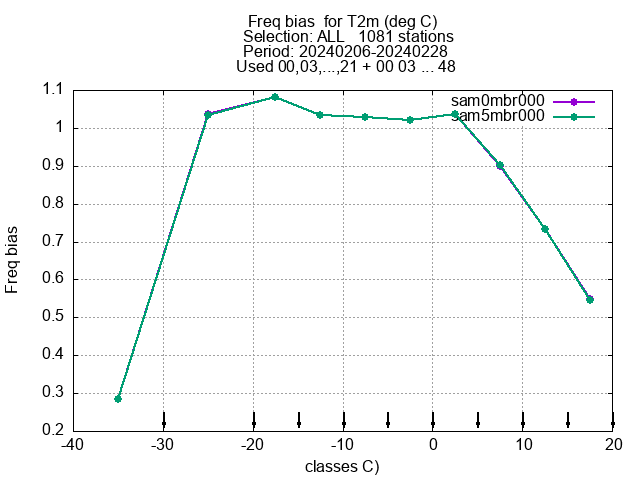 Freq bias  for T2m (deg C)
Selection: ALL   1081 stations
Period: 20240206-20240228
Used 00,03,...,21 + 00 03 ... 48
sam0mbr000
sam5mbr000
1.1
1
0.9
0.8
0.7
0.6
0.5
0.4
0.3
0.2
Freq bias
-40
-30
-20
-10
0
10
20
classes C)